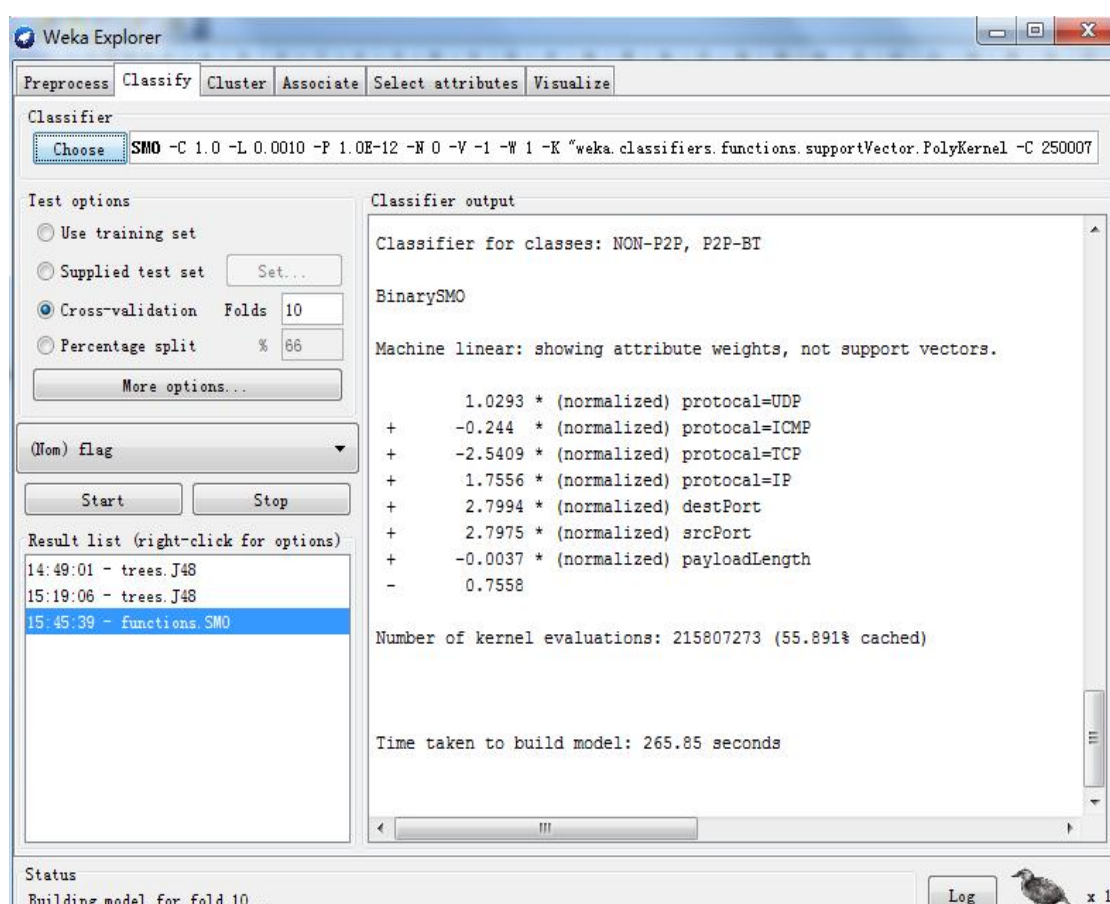 Weka Explorer
Preprocess Classify Cluster Associate Select attributes Visualize
Classifier
Choose SMO -C 1.0 -L 0.0010 -P 1.0E-12 -N 0 -V -1 -W 1 -K "weka.classifiers.functions.supportVector.PolyKernel -C 250007
Test options
Use training set
Supplied test set Set...
Cross-validation Folds 10
Percentage split % 66
More options...
(Nom) flag
Start Stop
Result list (right-click for options)
14:49:01 - trees.J48
15:19:06 - trees.J48
15:45:39 - functions.SMO
Classifier output
Classifier for classes: NON-P2P, P2P-BT
BinarySMO
Machine linear: showing attribute weights, not support vectors.
1.0293 * (normalized) protocal=UDP
+ -0.244 * (normalized) protocal=ICMP
+ -2.5409 * (normalized) protocal=TCP
+ 1.7556 * (normalized) protocal=IP
+ 2.7994 * (normalized) destPort
+ 2.7975 * (normalized) srcPort
+ -0.0037 * (normalized) payloadLength
- 0.7558
Number of kernel evaluations: 215807273 (55.891% cached)
Time taken to build model: 265.85 seconds
Status
Building model for fold 10...
Log x 1